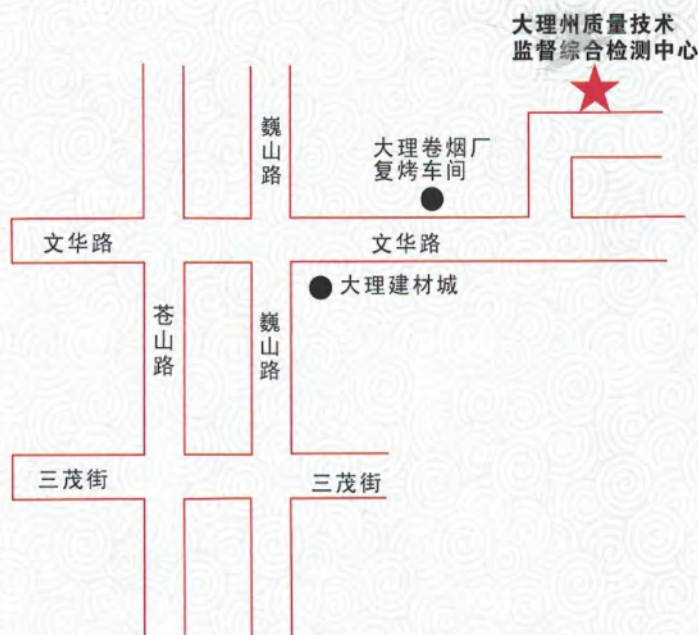 大理州质量技术
监督综合检测中心
巍山路
大理卷烟厂
复烤车间
文华路
文华路
大理建材城
苍山路
巍山路
三茂街
三茂街